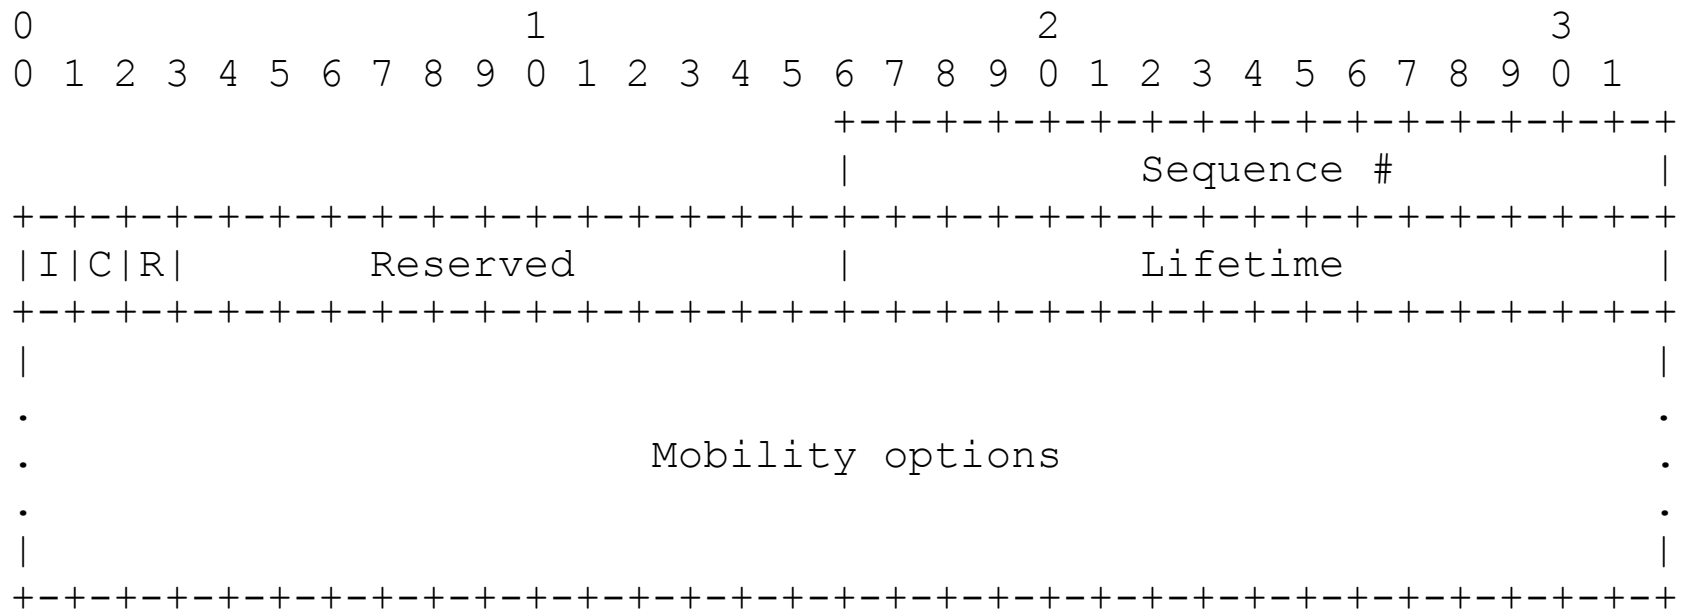 0                   1                   2                   3
0 1 2 3 4 5 6 7 8 9 0 1 2 3 4 5 6 7 8 9 0 1 2 3 4 5 6 7 8 9 0 1
                                +-+-+-+-+-+-+-+-+-+-+-+-+-+-+-+-+
                                |           Sequence #          |
+-+-+-+-+-+-+-+-+-+-+-+-+-+-+-+-+-+-+-+-+-+-+-+-+-+-+-+-+-+-+-+-+
|I|C|R|       Reserved          |           Lifetime            |
+-+-+-+-+-+-+-+-+-+-+-+-+-+-+-+-+-+-+-+-+-+-+-+-+-+-+-+-+-+-+-+-+
|                                                               |
.                                                               .
.                        Mobility options                       .
.                                                               .
|                                                               |
+-+-+-+-+-+-+-+-+-+-+-+-+-+-+-+-+-+-+-+-+-+-+-+-+-+-+-+-+-+-+-+-+